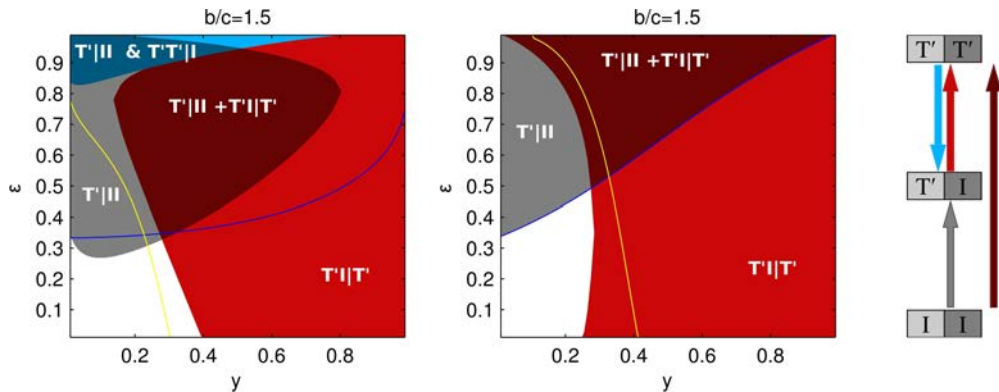 b/c=1.5
T'|II & T'T'|I
T'|II +T'I|T'
T'|II
T'I|T'
0.9
0.8
0.7
0.6
0.5
0.4
0.3
0.2
0.1
ε
0.2 0.4 0.6 0.8
y
b/c=1.5
T'|II +T'I|T'
T'|II
T'I|T'
0.9
0.8
0.7
0.6
0.5
0.4
0.3
0.2
0.1
ε
0.2 0.4 0.6 0.8
y
T′ T′
T′ I
I I